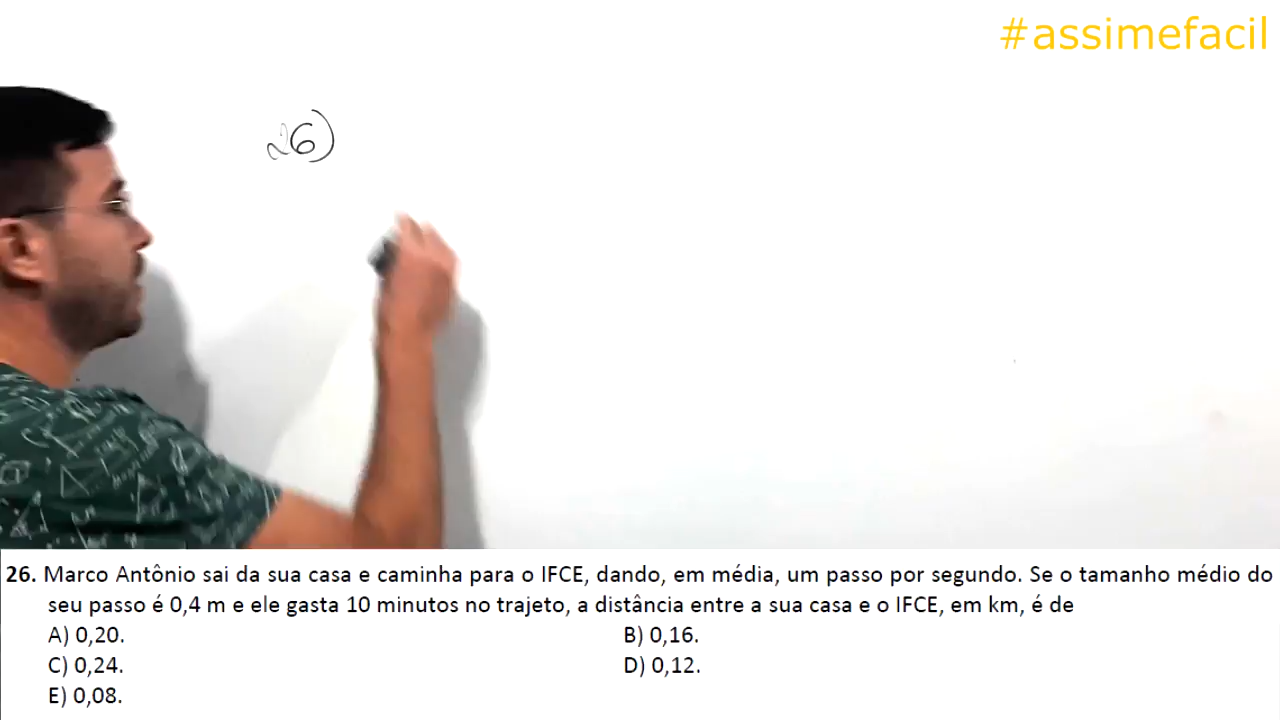 #assimefacil
26)
26. Marco Antônio sai da sua casa e caminha para o IFCE, dando, em média, um passo por segundo. Se o tamanho médio do
seu passo é 0,4 m e ele gasta 10 minutos no trajeto, a distância entre a sua casa e o IFCE, em km, é de
A) 0,20. B) 0,16.
C) 0,24. D) 0,12.
E) 0,08.